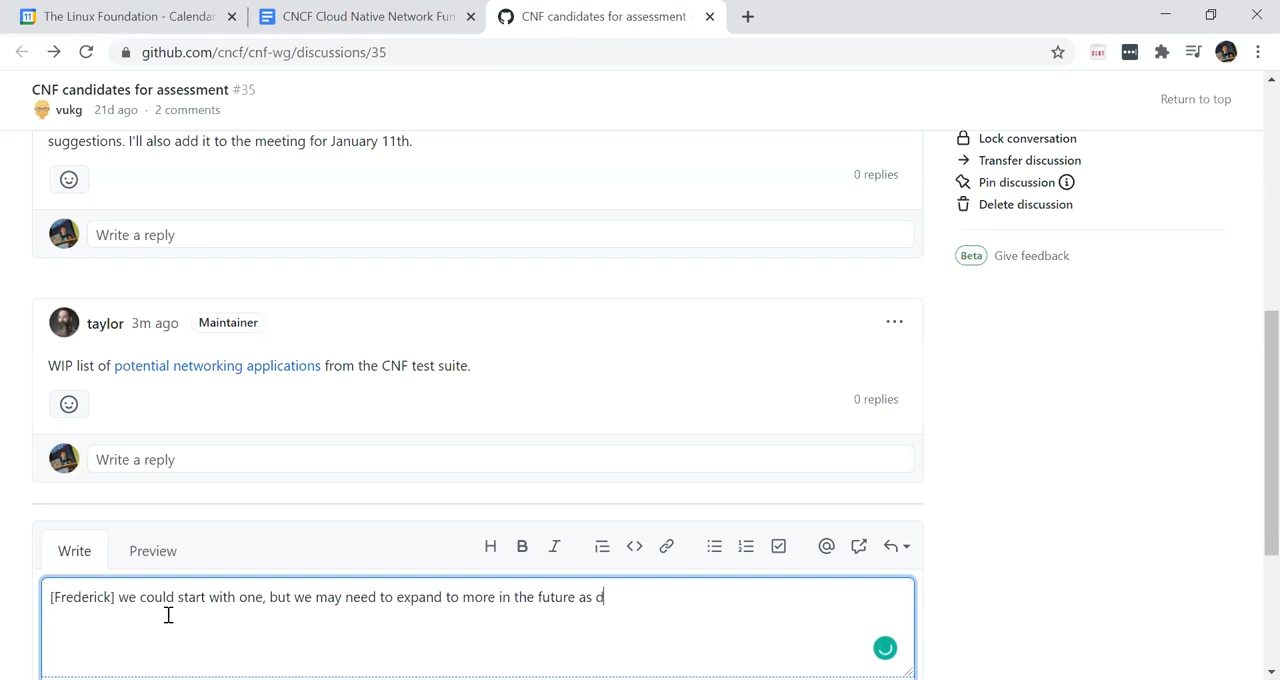 The Linux Foundation - Calendar
CNCF Cloud Native Network Fun
CNF candidates for assessment ·
github.com/cncf/cnf-wg/discussions/35
CNF candidates for assessment #35
vukg 21d ago · 2 comments
Return to top
suggestions. I'll also add it to the meeting for January 11th.
0 replies
Write a reply
Lock conversation
Transfer discussion
Pin discussion
Delete discussion
Beta Give feedback
taylor 3m ago Maintainer
WIP list of potential networking applications from the CNF test suite.
0 replies
Write a reply
Write Preview
[Frederick] we could start with one, but we may need to expand to more in the future as d